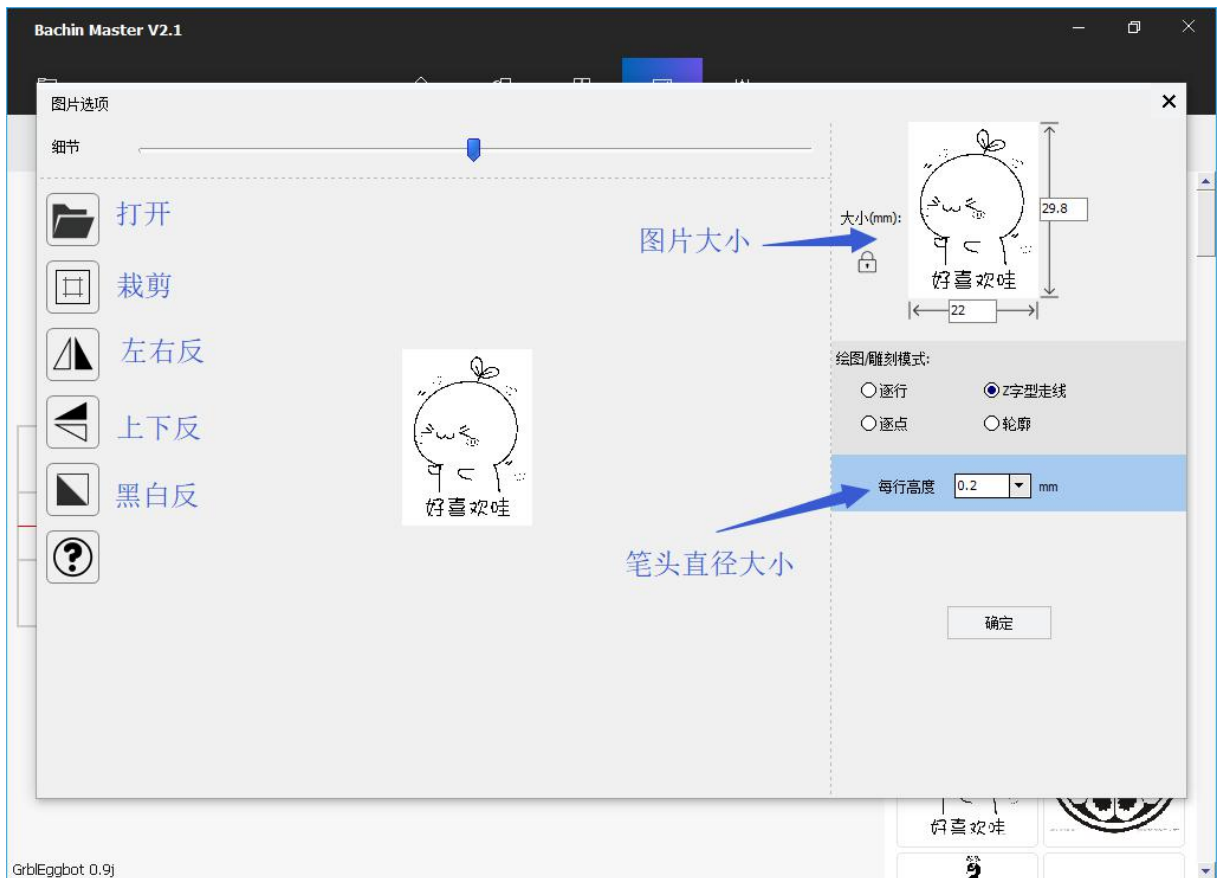 Bachin Master V2.1
图片选项
细节
打开
裁剪
左右反
上下反
黑白反
图片大小
大小(mm):
29.8
好喜欢哇
22
好喜欢哇
绘图/雕刻模式:
逐行
Z字型走线
逐点
轮廓
每行高度
0.2
mm
笔头直径大小
确定
好喜欢哇
GrblEggbot 0.9j